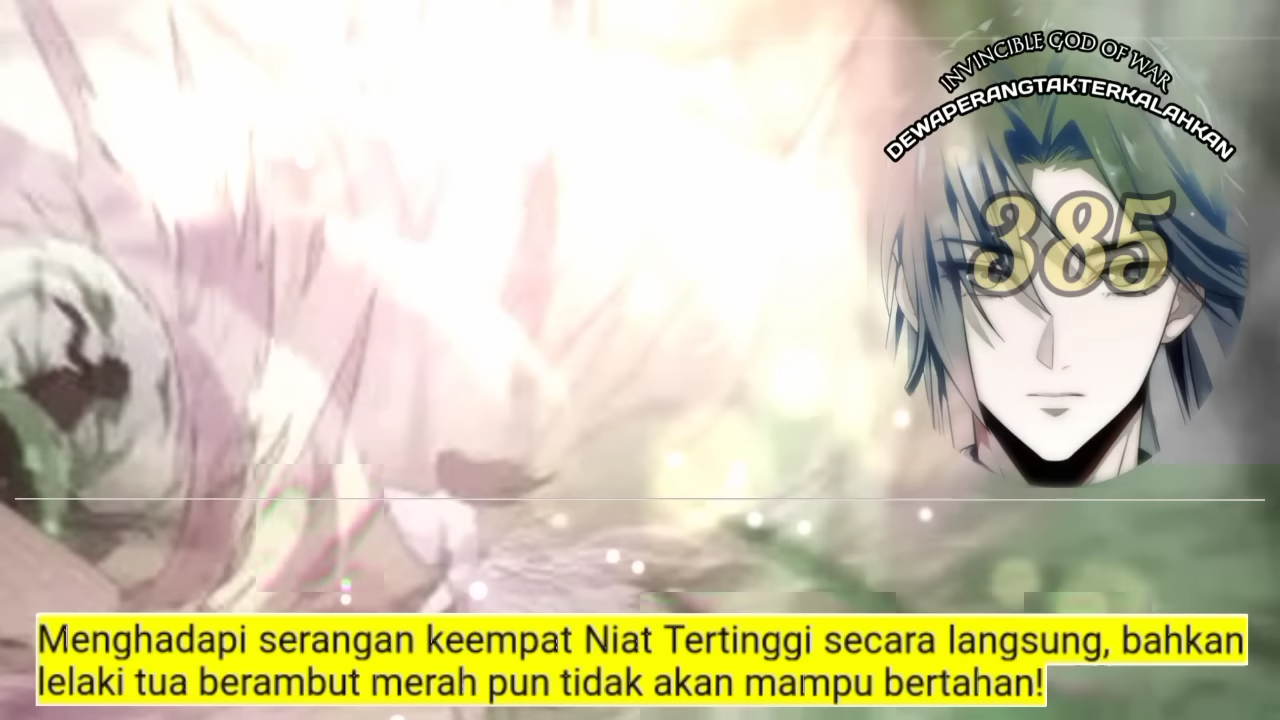 INVINCIBLE GOD OF WAR
DEWAPERANGTAKTERKALAHKAN
385
Menghadapi serangan keempat Niat Tertinggi secara langsung, bahkan
lelaki tua berambut merah pun tidak akan mampu bertahan!